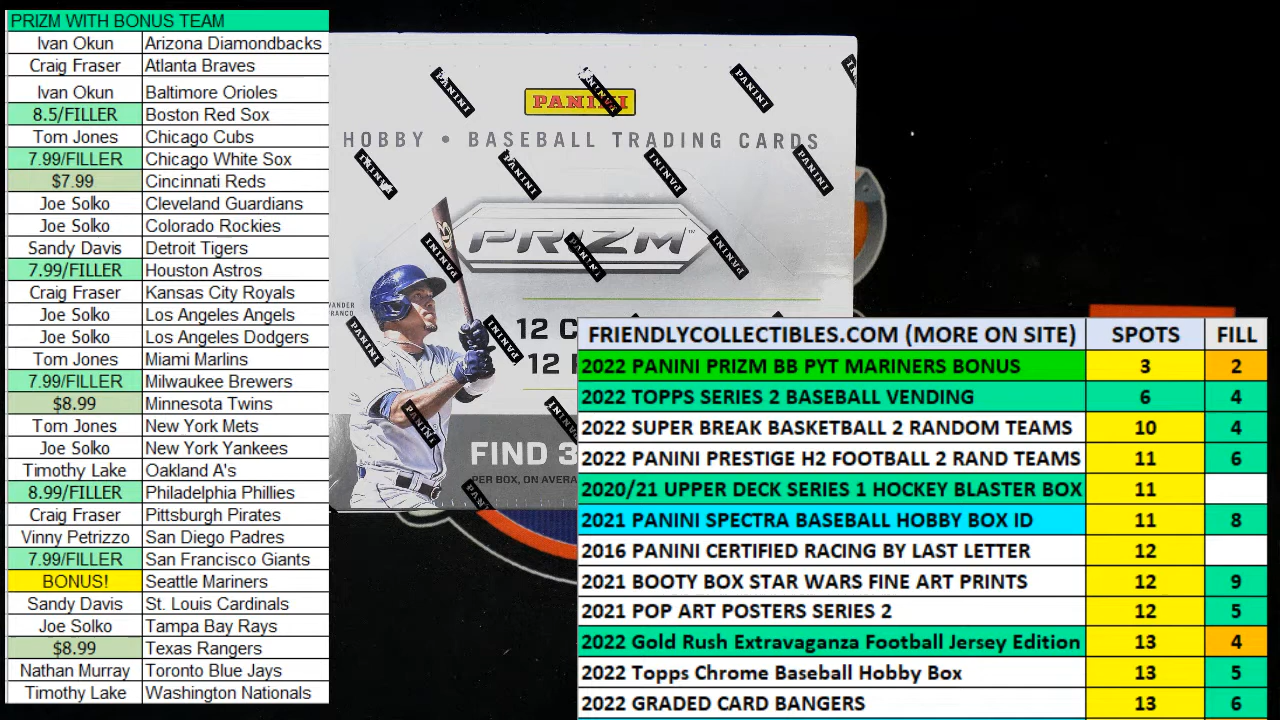 PRIZM WITH BONUS TEAM
Ivan Okun Arizona Diamondbacks
Craig Fraser Atlanta Braves
Ivan Okun Baltimore Orioles
8.5/FILLER Boston Red Sox
Tom Jones Chicago Cubs
7.99/FILLER Chicago White Sox
$7.99 Cincinnati Reds
Joe Solko Cleveland Guardians
Joe Solko Colorado Rockies
Sandy Davis Detroit Tigers
7.99/FILLER Houston Astros
Craig Fraser Kansas City Royals
Joe Solko Los Angeles Angels
Joe Solko Los Angeles Dodgers
Tom Jones Miami Marlins
7.99/FILLER Milwaukee Brewers
$8.99 Minnesota Twins
Tom Jones New York Mets
Joe Solko New York Yankees
Timothy Lake Oakland A's
8.99/FILLER Philadelphia Phillies
Craig Fraser Pittsburgh Pirates
Vinny Petrizzo San Diego Padres
7.99/FILLER San Francisco Giants
BONUS! Seattle Mariners
Sandy Davis St. Louis Cardinals
Joe Solko Tampa Bay Rays
$8.99 Texas Rangers
Nathan Murray Toronto Blue Jays
Timothy Lake Washington Nationals
PANINI
HOBBY • BASEBALL TRADING CARDS
PANINI
PANINI
PANINI
PANINI
PANINI
PANINI
PANINI
PRIZM
PANINI
PANINI
PANINI
PANINI
PANINI
PANINI
12
12
FIND 3
PER BOX, ON
FRIENDLYCOLLECTIBLES.COM (MORE ON SITE) SPOTS FILL
2022 PANINI PRIZM BB PYT MARINERS BONUS 3 2
2022 TOPPS SERIES 2 BASEBALL VENDING 6 4
2022 SUPER BREAK BASKETBALL 2 RANDOM TEAMS 10 4
2022 PANINI PRESTIGE H2 FOOTBALL 2 RAND TEAMS 11 6
2020/21 UPPER DECK SERIES 1 HOCKEY BLASTER BOX 11
2021 PANINI SPECTRA BASEBALL HOBBY BOX ID 11 8
2016 PANINI CERTIFIED RACING BY LAST LETTER 12
2021 BOOTY BOX STAR WARS FINE ART PRINTS 12 9
2021 POP ART POSTERS SERIES 2 12 5
2022 Gold Rush Extravaganza Football Jersey Edition 13 4
2022 Topps Chrome Baseball Hobby Box 13 5
2022 GRADED CARD BANGERS 13 6